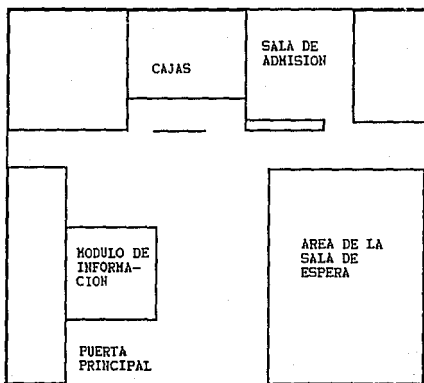 CAJAS
SALA DE
ADMISION
MODULO DE
INFORMA-
CION
AREA DE LA
SALA DE
ESPERA
PUERTA
PRINCIPAL